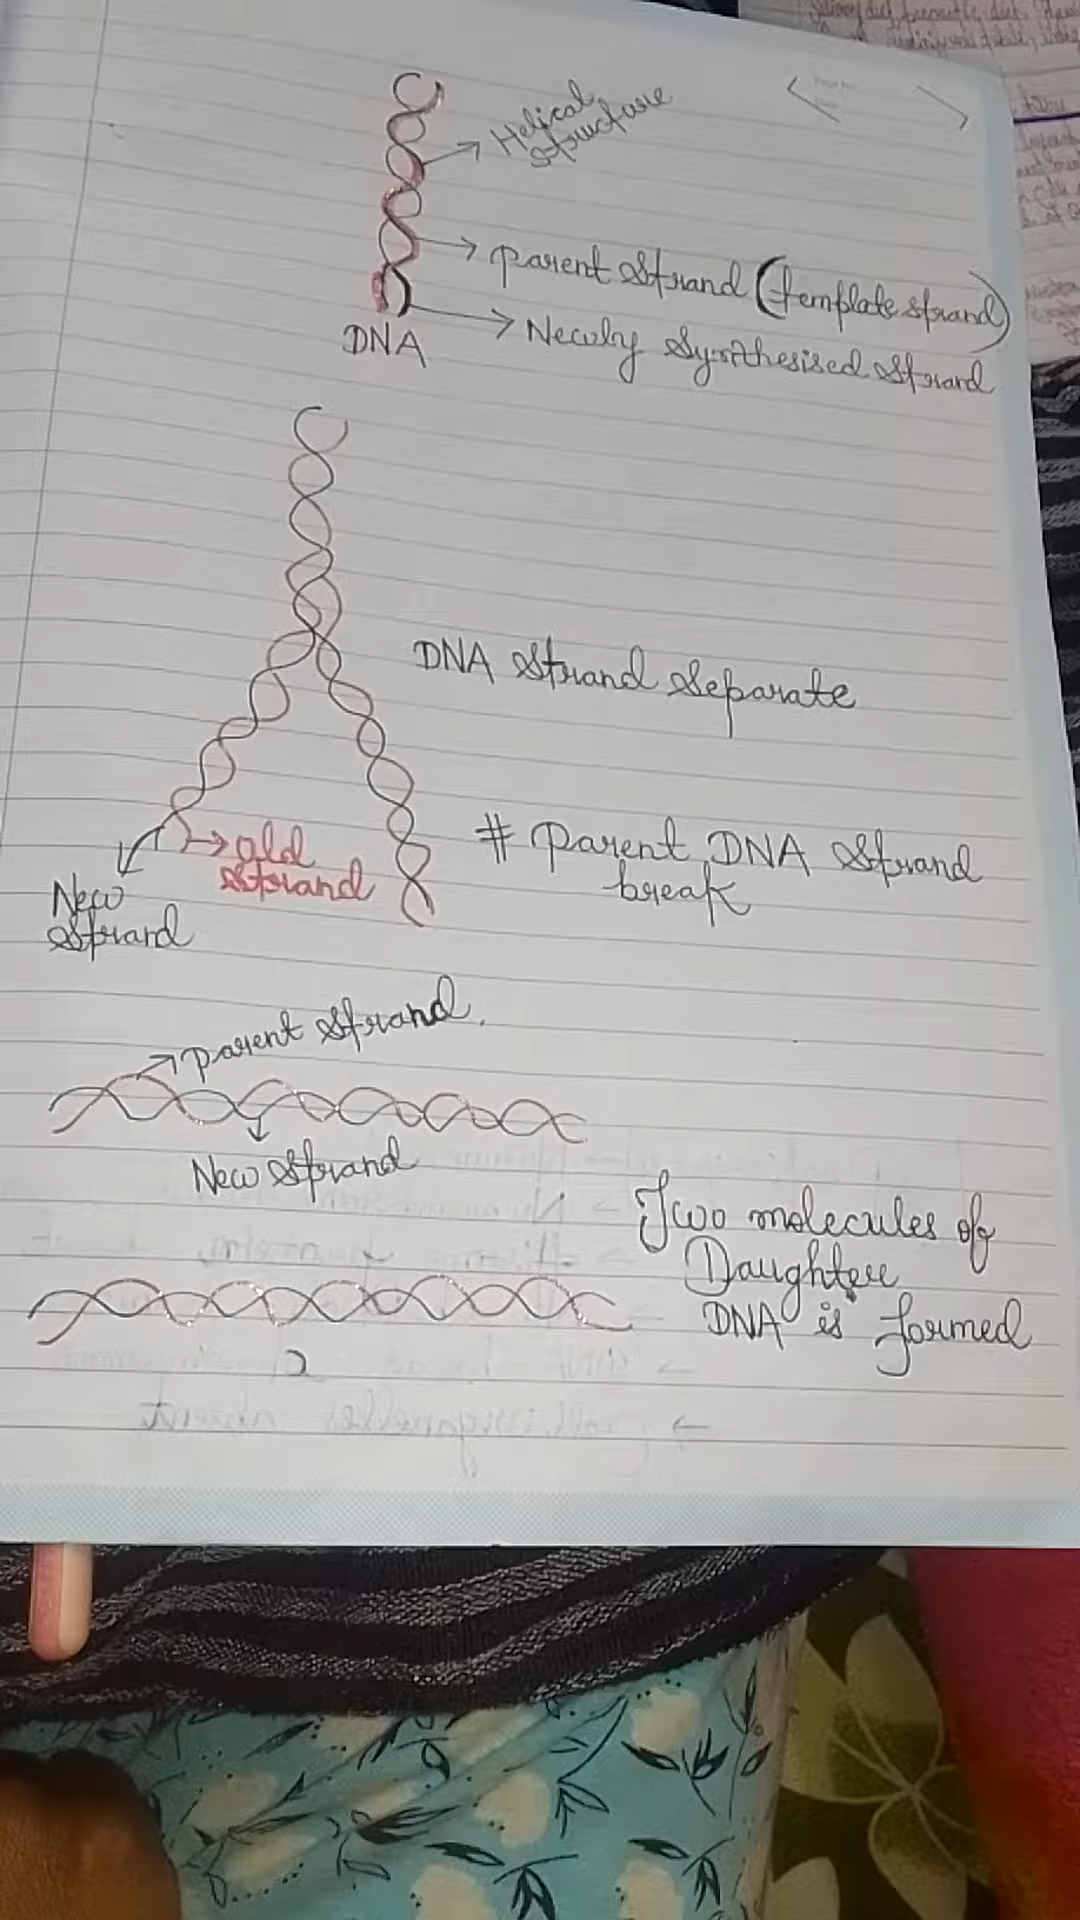 Helical
structure
parent strand (template strand)
DNA
Newly synthesised strand
DNA strand separate
old
strand
# parent DNA strand
break
New
strand
parent strand.
New strand
Two molecules of
Daughter
DNA is formed
2